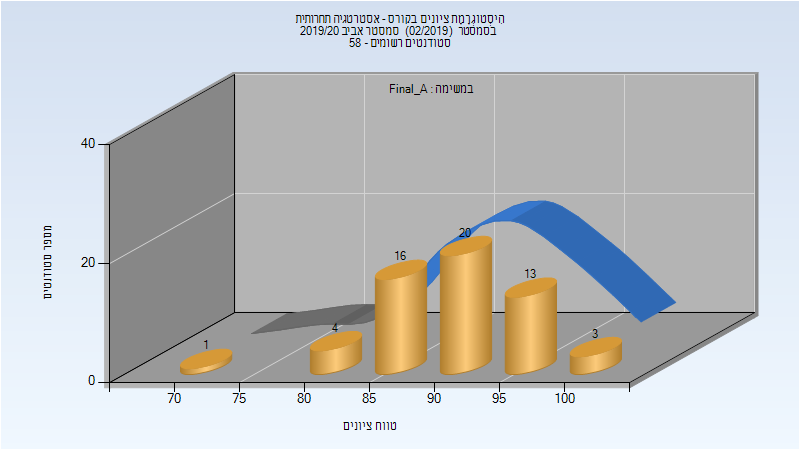 היסטוגרמת ציונים בקורס - אסטרטגיה תחרותית
בסמסטר (02/2019) סמסטר אביב 2019/20
סטודנטים רשומים - 58
במשימה : Final_A
40
20
0
מספר סטודנטים
1
4
16
20
13
3
70
75
80
85
90
95
100
טווח ציונים